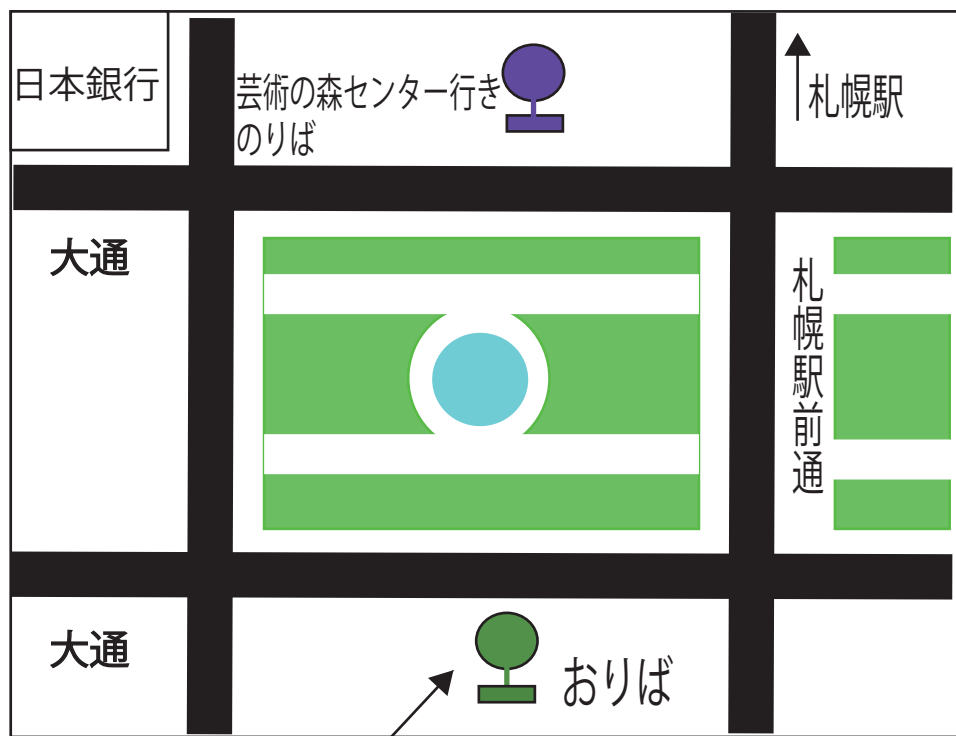 日本銀行
芸術の森センター行き
のりば
札幌駅
大通
札幌駅前通
大通
おりば